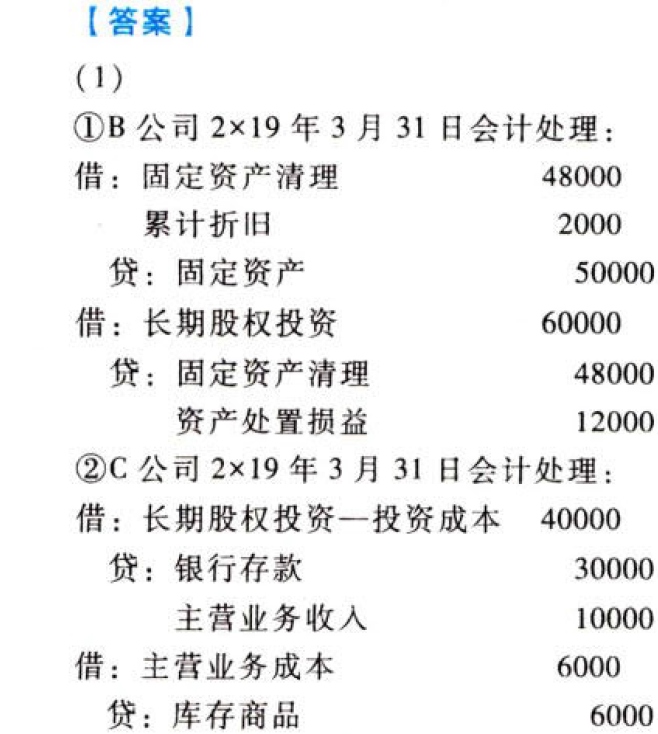 【答案】
(1)
①B 公司 2×19 年 3 月 31 日会计处理：
借：固定资产清理 48000
累计折旧 2000
贷：固定资产 50000
借：长期股权投资 60000
贷：固定资产清理 48000
资产处置损益 12000
②C 公司 2×19 年 3 月 31 日会计处理：
借：长期股权投资—投资成本 40000
贷：银行存款 30000
主营业务收入 10000
借：主营业务成本 6000
贷：库存商品 6000